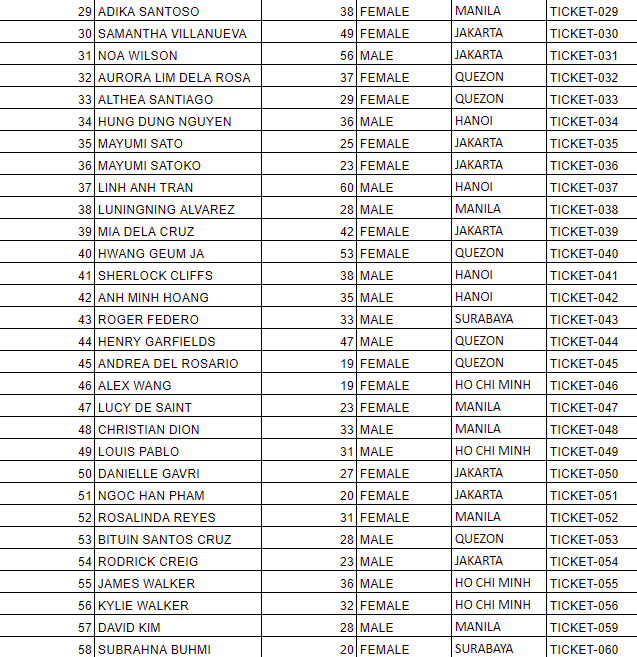 29 ADIKA SANTOSO 38 FEMALE MANILA TICKET-029
30 SAMANTHA VILLANUEVA 49 FEMALE JAKARTA TICKET-030
31 NOA WILSON 56 MALE JAKARTA TICKET-031
32 AURORA LIM DELA ROSA 37 FEMALE QUEZON TICKET-032
33 ALTHEA SANTIAGO 29 FEMALE QUEZON TICKET-033
34 HUNG DUNG NGUYEN 36 MALE HANOI TICKET-034
35 MAYUMI SATO 25 FEMALE JAKARTA TICKET-035
36 MAYUMI SATOKO 23 FEMALE JAKARTA TICKET-036
37 LINH ANH TRAN 60 MALE HANOI TICKET-037
38 LUNINGNING ALVAREZ 28 MALE MANILA TICKET-038
39 MIA DELA CRUZ 42 FEMALE JAKARTA TICKET-039
40 HWANG GEUM JA 53 FEMALE QUEZON TICKET-040
41 SHERLOCK CLIFFS 38 MALE HANOI TICKET-041
42 ANH MINH HOANG 35 MALE HANOI TICKET-042
43 ROGER FEDERO 33 MALE SURABAYA TICKET-043
44 HENRY GARFIELDS 47 MALE QUEZON TICKET-044
45 ANDREA DEL ROSARIO 19 FEMALE QUEZON TICKET-045
46 ALEX WANG 19 FEMALE HO CHI MINH TICKET-046
47 LUCY DE SAINT 23 FEMALE MANILA TICKET-047
48 CHRISTIAN DION 33 MALE MANILA TICKET-048
49 LOUIS PABLO 31 MALE HO CHI MINH TICKET-049
50 DANIELLE GAVRI 27 FEMALE JAKARTA TICKET-050
51 NGOC HAN PHAM 20 FEMALE JAKARTA TICKET-051
52 ROSALINDA REYES 31 FEMALE MANILA TICKET-052
53 BITUIN SANTOS CRUZ 28 MALE QUEZON TICKET-053
54 RODRICK CREIG 23 MALE JAKARTA TICKET-054
55 JAMES WALKER 36 MALE HO CHI MINH TICKET-055
56 KYLIE WALKER 32 FEMALE HO CHI MINH TICKET-056
57 DAVID KIM 28 MALE MANILA TICKET-059
58 SUBRAHNA BUHMI 20 FEMALE SURABAYA TICKET-060